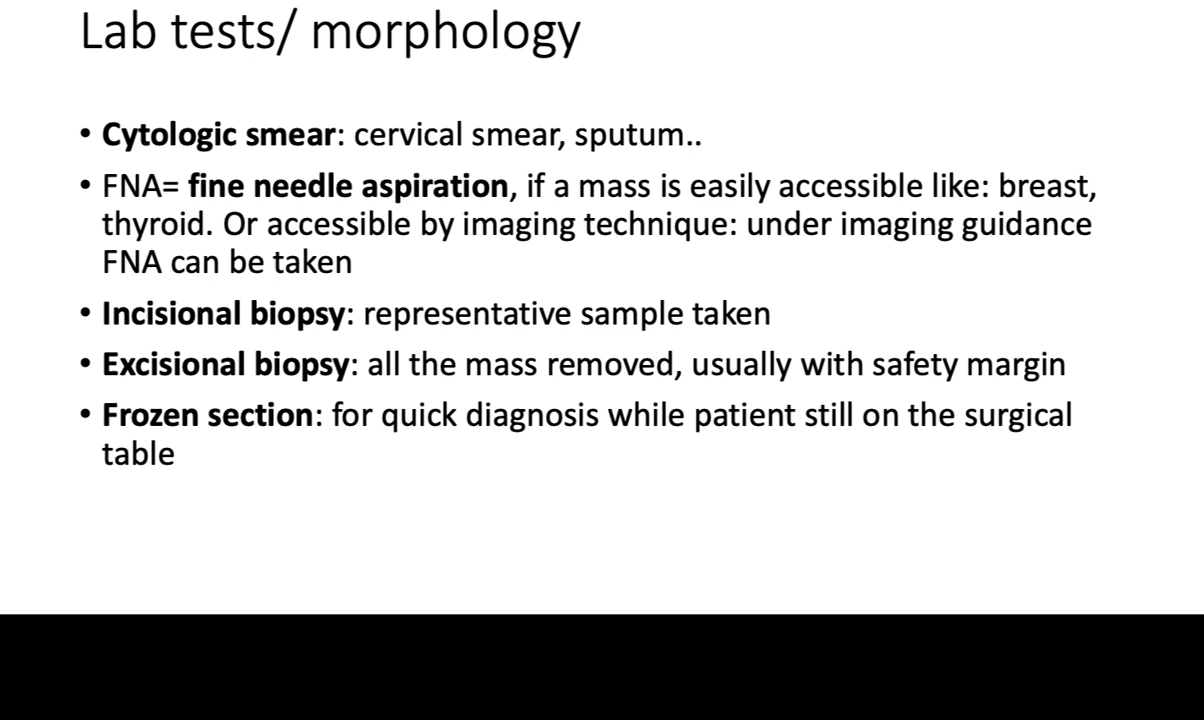 Lab tests/ morphology
• Cytologic smear: cervical smear, sputum..
• FNA= fine needle aspiration, if a mass is easily accessible like: breast,
thyroid. Or accessible by imaging technique: under imaging guidance
FNA can be taken
• Incisional biopsy: representative sample taken
• Excisional biopsy: all the mass removed, usually with safety margin
• Frozen section: for quick diagnosis while patient still on the surgical
table